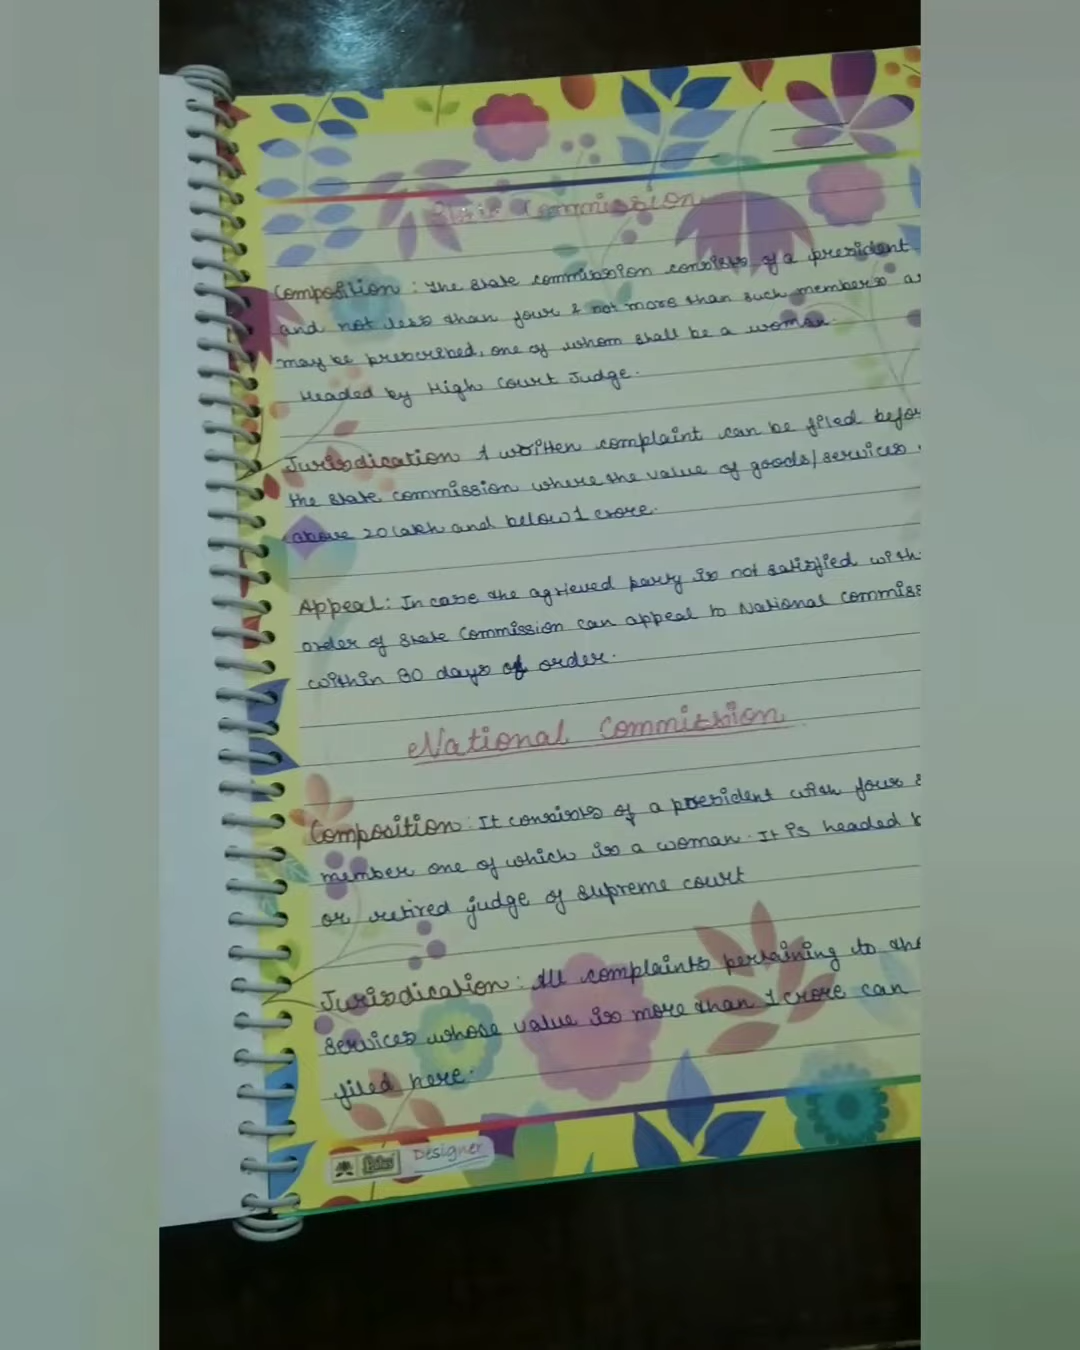 State Commission
Composition : The State commission consists of a president
and not less than four & not more than such members as
may be prescribed, one of whom shall be a woman.
Headed by High Court Judge.
Jurisdication A written complaint can be filed befor
the State commission where the value of goods/services
above 20 lakh and below 1 crore.
Appeal : In case the agrieved party is not satisfied with
order of State Commission can appeal to National commiss
within 30 days of order.
National Commission
Composition : It consists of a president with four &
member one of which is a woman. It is headed b
or retired judge of supreme court
Jurisdication : All complaints pertaining to the
services whose value is more than 1 crore can
filed here.
Designer